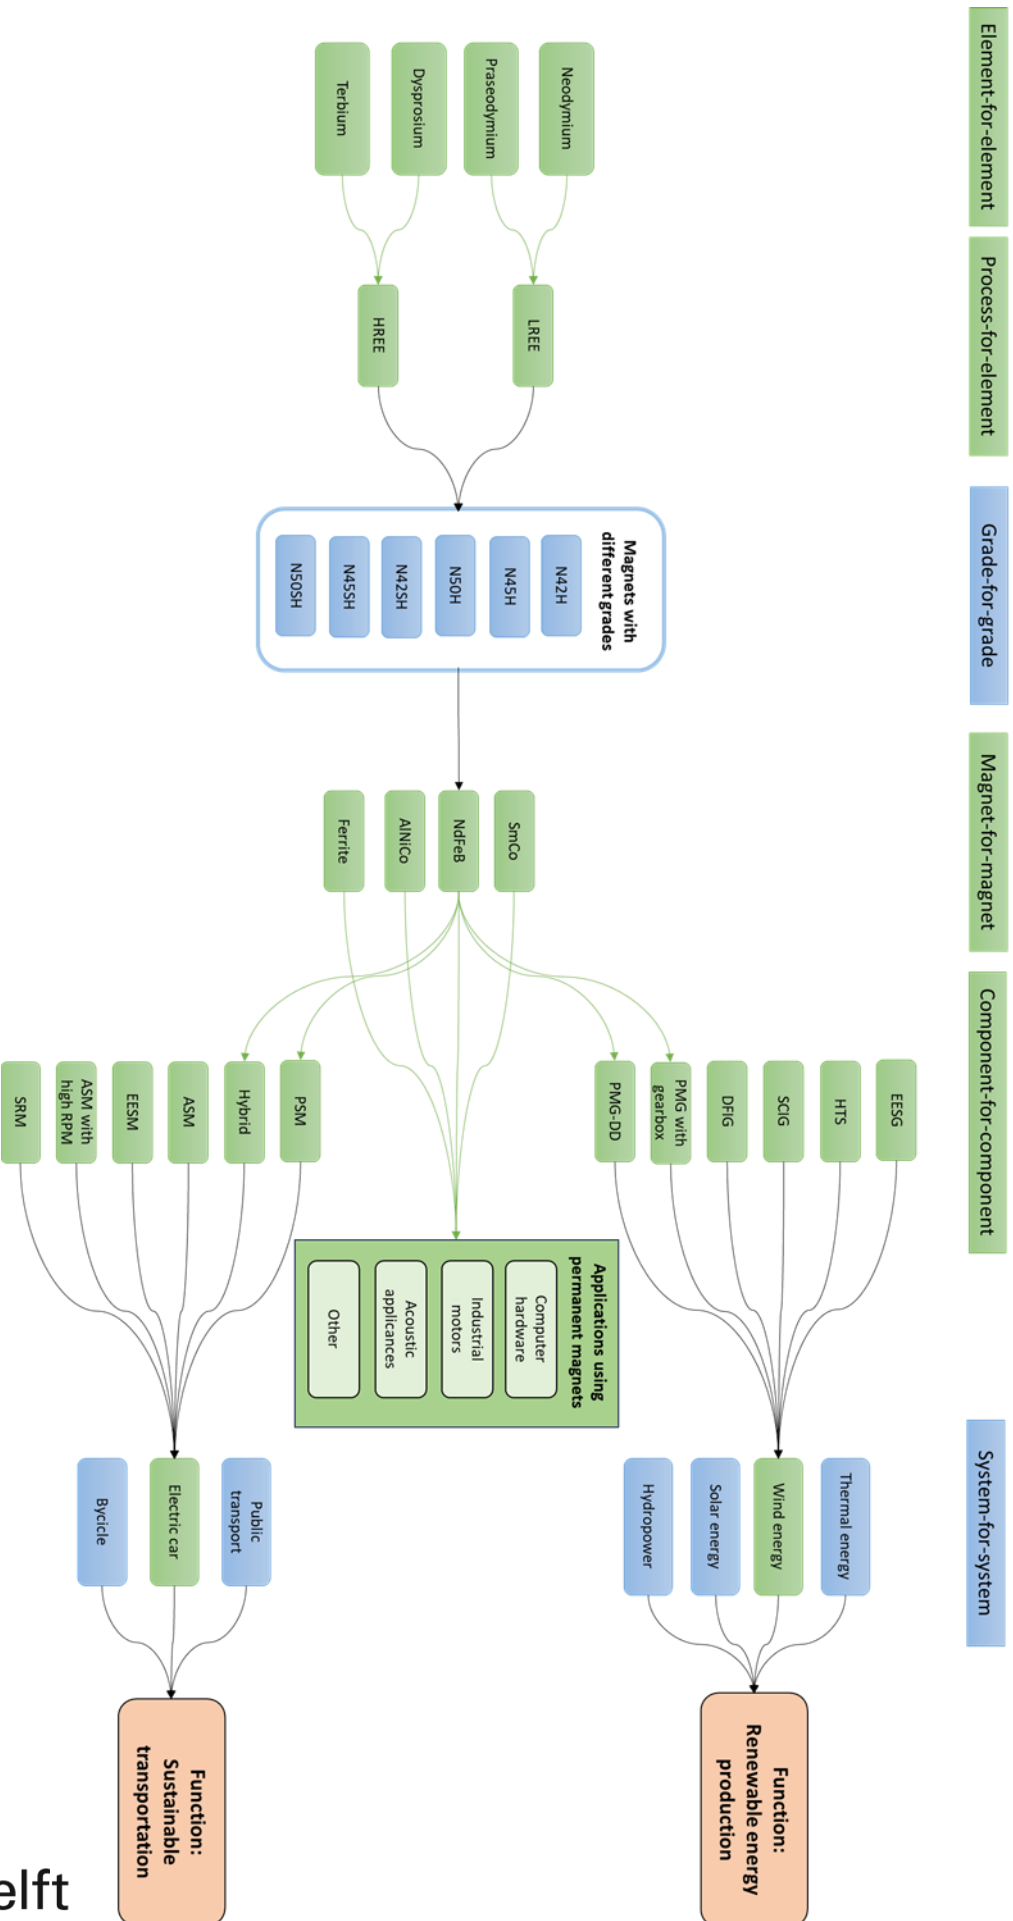 Element-for-element
Process-for-element
Grade-for-grade
Magnet-for-magnet
Component-for-component
System-for-system
Neodymium
Praseodymium
Dysprosium
Terbium
LREE
HREE
Magnets with
different grades
N42H
N45H
N50H
N42SH
N45SH
N50SH
SmCo
NdFeB
AlNiCo
Ferrite
EESG
HTS
SCIG
DFIG
PMG with
gearbox
PMG-DD
PSM
Hybrid
ASM
EESM
ASM with
high RPM
SRM
Applications using
permanent magnets
Computer
hardware
Industrial
motors
Acoustic
applicances
Other
Thermal energy
Wind energy
Solar energy
Hydropower
Public
transport
Electric car
Bycicle
Function:
Renewable energy
production
Function:
Sustainable
transportation
elft